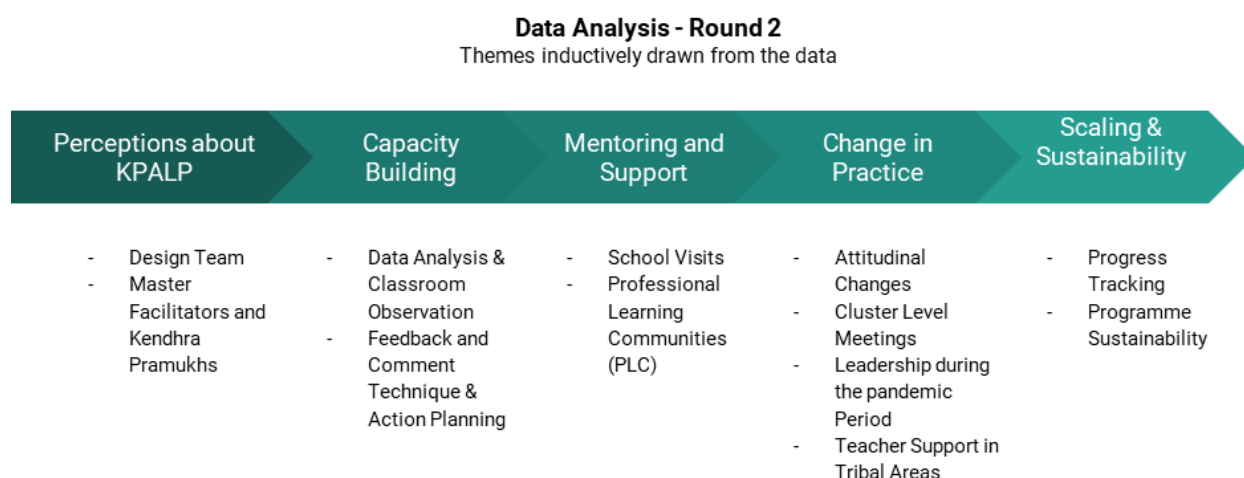 Data Analysis - Round 2
Themes inductively drawn from the data
Perceptions about
KPALP
Capacity
Building
Mentoring and
Support
Change in
Practice
Scaling &
Sustainability
- Design Team
- Master
Facilitators and
Kendhra
Pramukhs
- Data Analysis &
Classroom
Observation
- Feedback and
Comment
Technique &
Action Planning
- School Visits
- Professional
Learning
Communities
(PLC)
- Attitudinal
Changes
- Cluster Level
Meetings
- Leadership during
the pandemic
Period
- Teacher Support in
Tribal Areas
- Progress
Tracking
- Programme
Sustainability